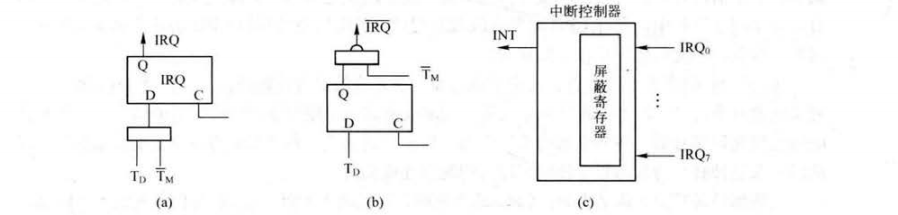 IRQ
Q
IRQ
D
C
T_D
T̅_M
(a)
I̅R̅Q̅
T̅_M
Q
D
C
T_D
(b)
中断控制器
INT
屏蔽寄存器
IRQ₀
⋮
IRQ₇
(c)